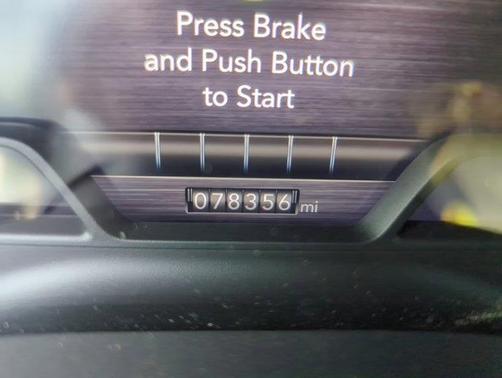 Press Brake
and Push Button
to Start
078356 mi